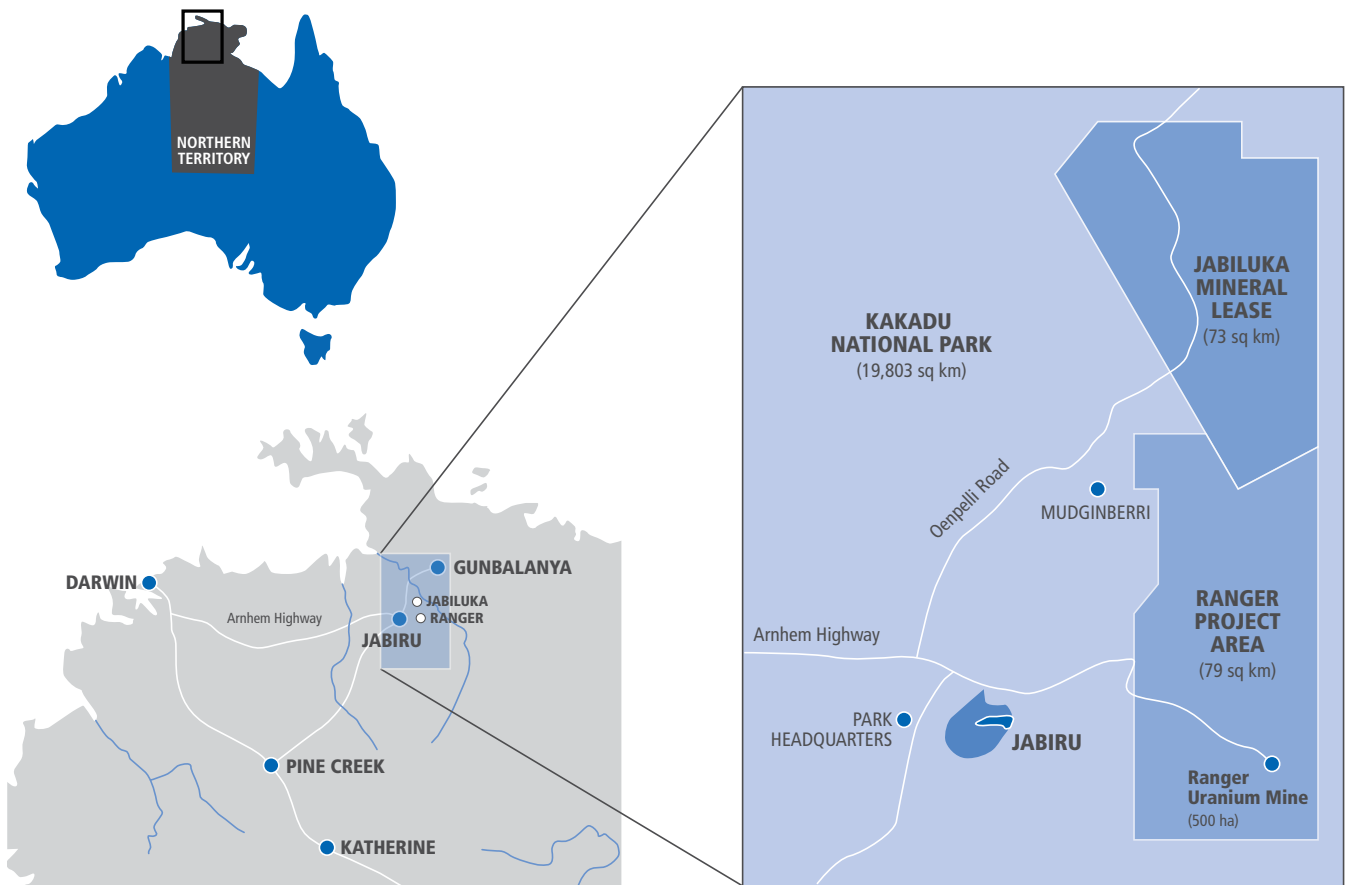 NORTHERN
TERRITORY
DARWIN
Arnhem Highway
GUNBALANYA
JABILUKA
RANGER
JABIRU
PINE CREEK
KATHERINE
JABILUKA
MINERAL
LEASE
(73 sq km)
KAKADU
NATIONAL PARK
(19,803 sq km)
Oenpelli Road
MUDGINBERRI
RANGER
PROJECT
AREA
(79 sq km)
Arnhem Highway
PARK
HEADQUARTERS
JABIRU
Ranger
Uranium Mine
(500 ha)